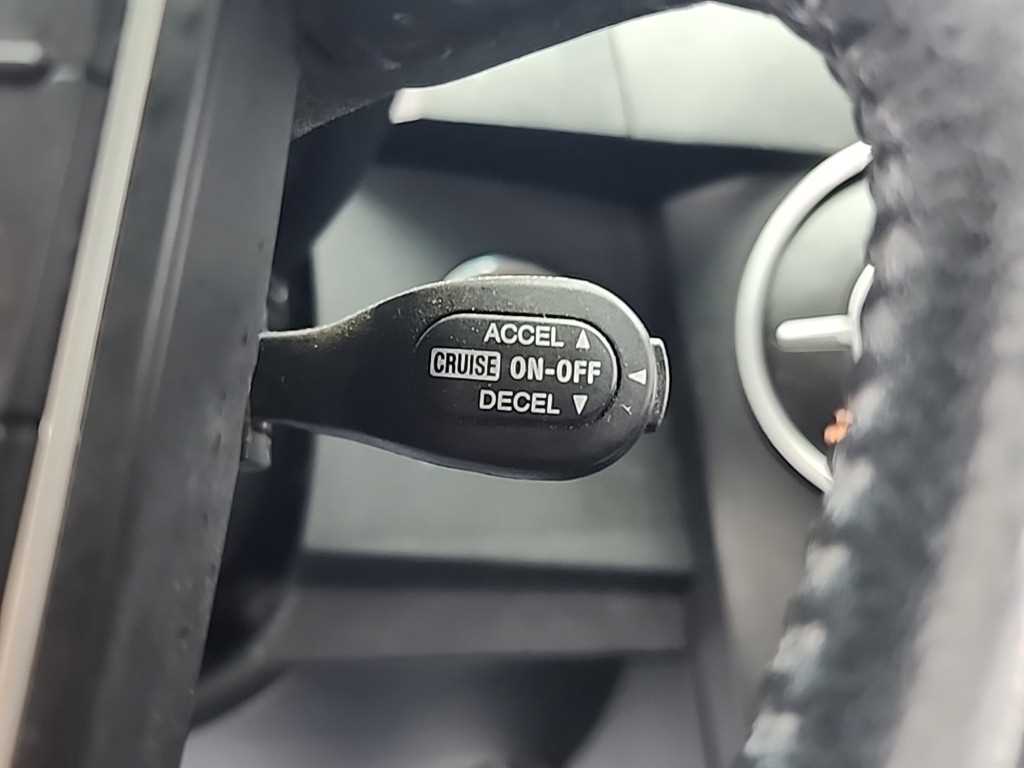 ACCEL ▲
CRUISE ON-OFF ◀
DECEL ▼